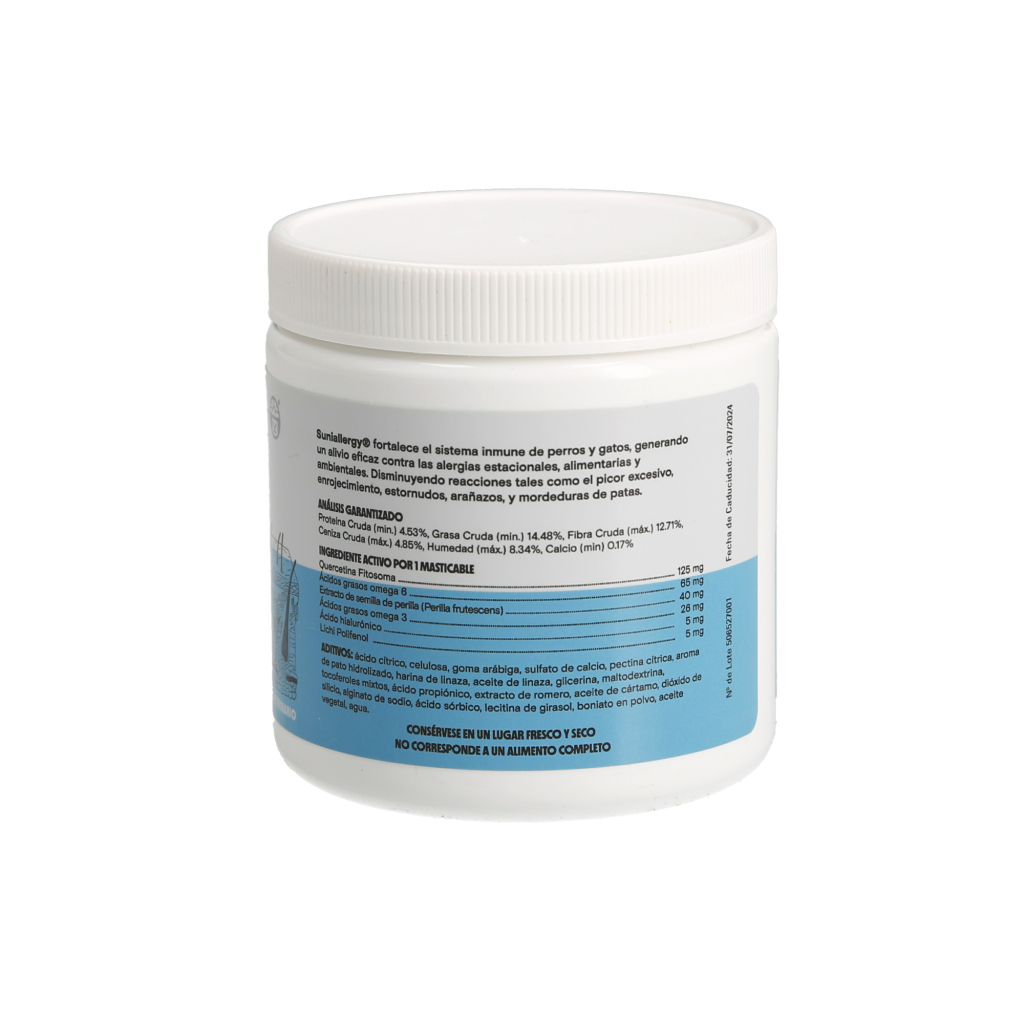 Suniallergy® fortalece el sistema inmune de perros y gatos, generando
un alivio eficaz contra las alergias estacionales, alimentarias y
ambientales. Disminuyendo reacciones tales como el picor excesivo,
enrojecimiento, estornudos, arañazos, y mordeduras de patas.
ANÁLISIS GARANTIZADO
Proteína Cruda (min.) 4.53%, Grasa Cruda (min.) 14.48%, Fibra Cruda (máx.) 12.71%,
Ceniza Cruda (máx.) 4.85%, Humedad (máx.) 8.34%, Calcio (min) 0.17%
INGREDIENTE ACTIVO POR 1 MASTICABLE
Quercetina Fitosoma 125 mg
Ácidos grasos omega 6 65 mg
Extracto de semilla de perilla (Perilla frutescens) 40 mg
Ácidos grasos omega 3 26 mg
Ácido hialurónico 5 mg
Lichi Polifenol 5 mg
ADITIVOS: ácido cítrico, celulosa, goma arábiga, sulfato de calcio, pectina cítrica, aroma
de pato hidrolizado, harina de linaza, aceite de linaza, glicerina, maltodextrina,
tocoferoles mixtos, ácido propiónico, extracto de romero, aceite de cártamo, dióxido de
silicio, alginato de sodio, ácido sórbico, lecitina de girasol, boniato en polvo, aceite
vegetal, agua.
CONSÉRVESE EN UN LUGAR FRESCO Y SECO
NO CORRESPONDE A UN ALIMENTO COMPLETO
Nº de Lote 506527001 Fecha de Caducidad: 31/07/2024